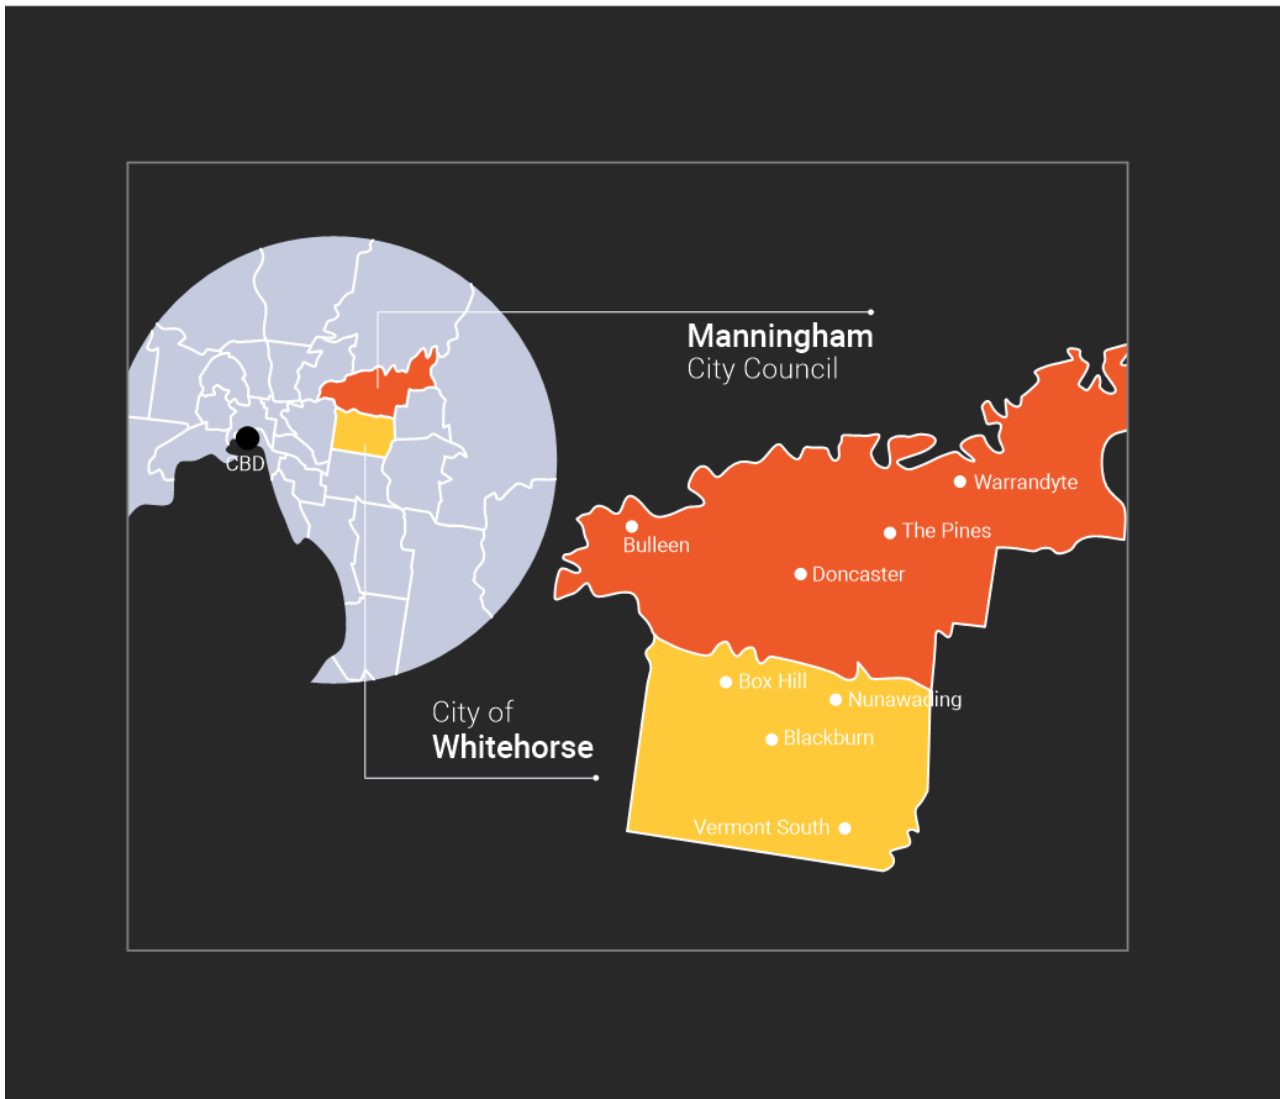 Manningham
City Council
CBD
Warrandyte
The Pines
Bulleen
Doncaster
Box Hill
Nunawading
City of
Whitehorse
Blackburn
Vermont South